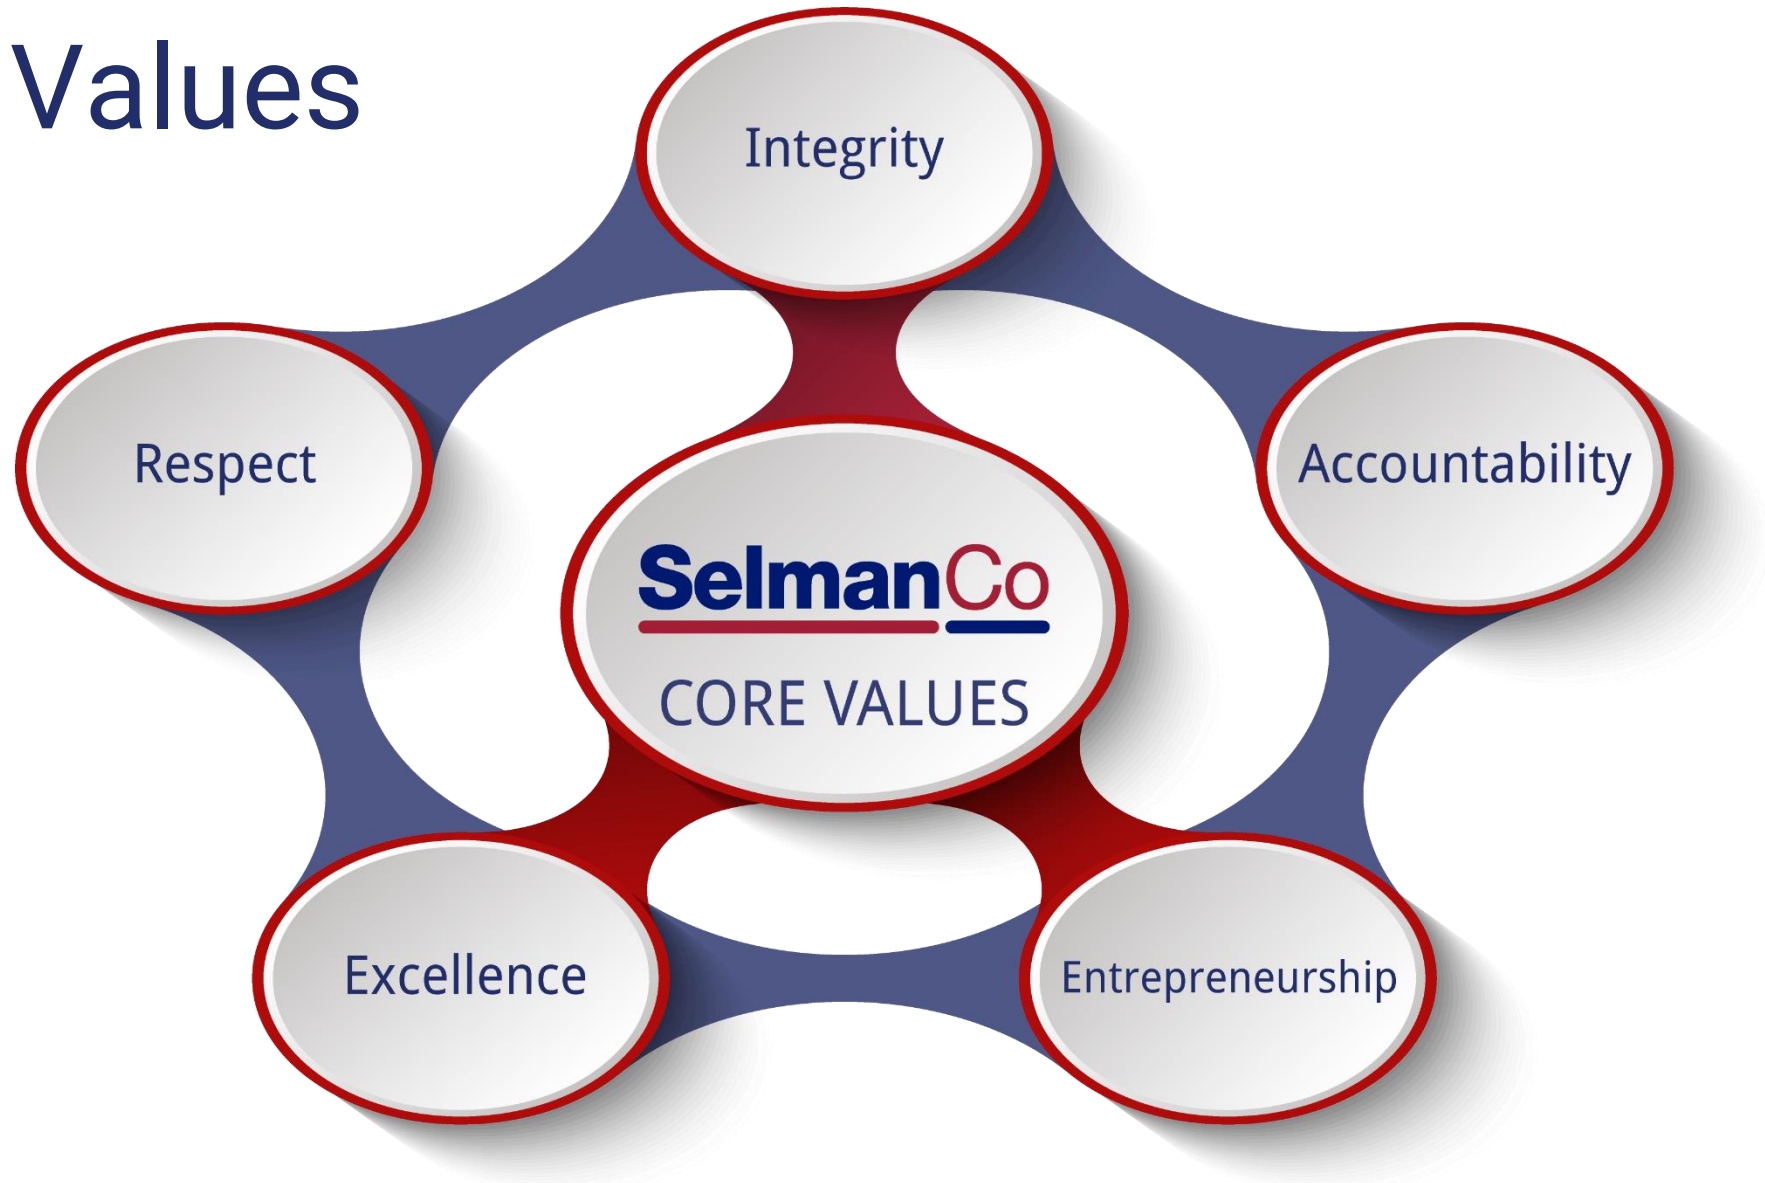 Values
Integrity
Respect
Accountability
SelmanCo
CORE VALUES
Excellence
Entrepreneurship